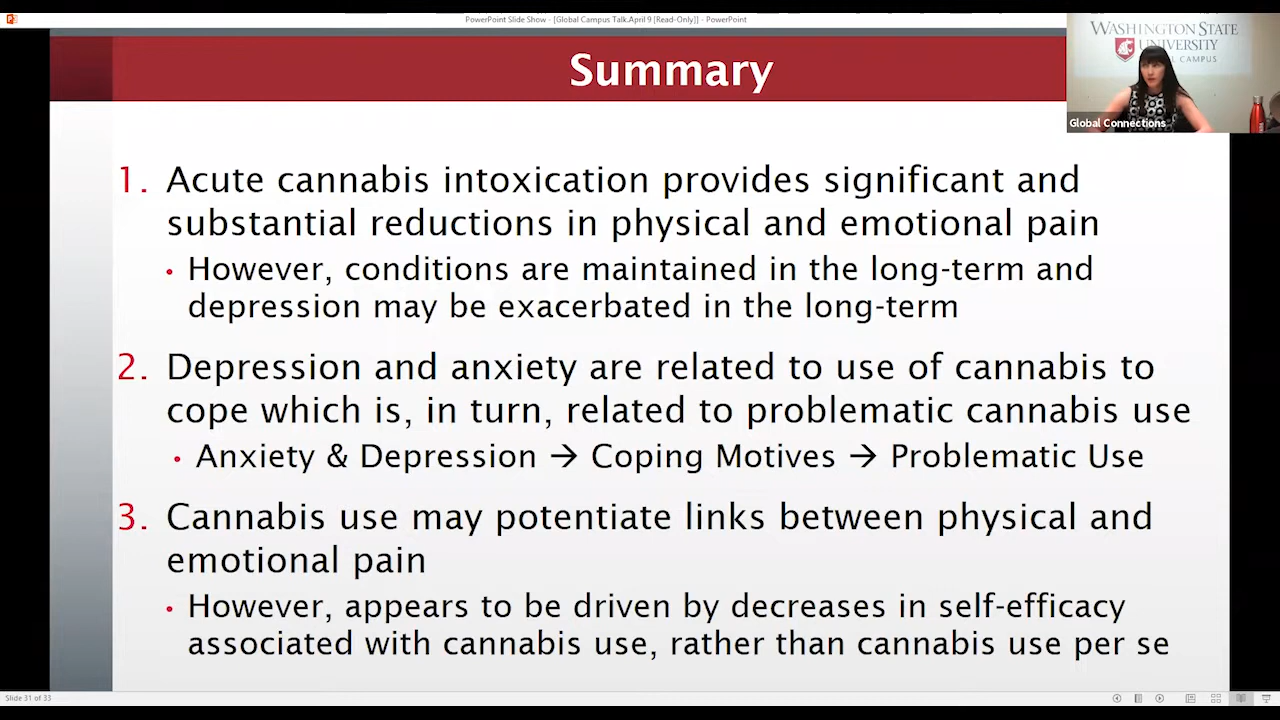 PowerPoint Slide Show - [Global Campus Talk.April 9 [Read-Only]] - PowerPoint
WASHINGTON STATE
UNIVERSITY
CAMPUS
Global Connections
Summary
1. Acute cannabis intoxication provides significant and
substantial reductions in physical and emotional pain
• However, conditions are maintained in the long-term and
depression may be exacerbated in the long-term
2. Depression and anxiety are related to use of cannabis to
cope which is, in turn, related to problematic cannabis use
• Anxiety & Depression → Coping Motives → Problematic Use
3. Cannabis use may potentiate links between physical and
emotional pain
• However, appears to be driven by decreases in self-efficacy
associated with cannabis use, rather than cannabis use per se
Slide 31 of 33